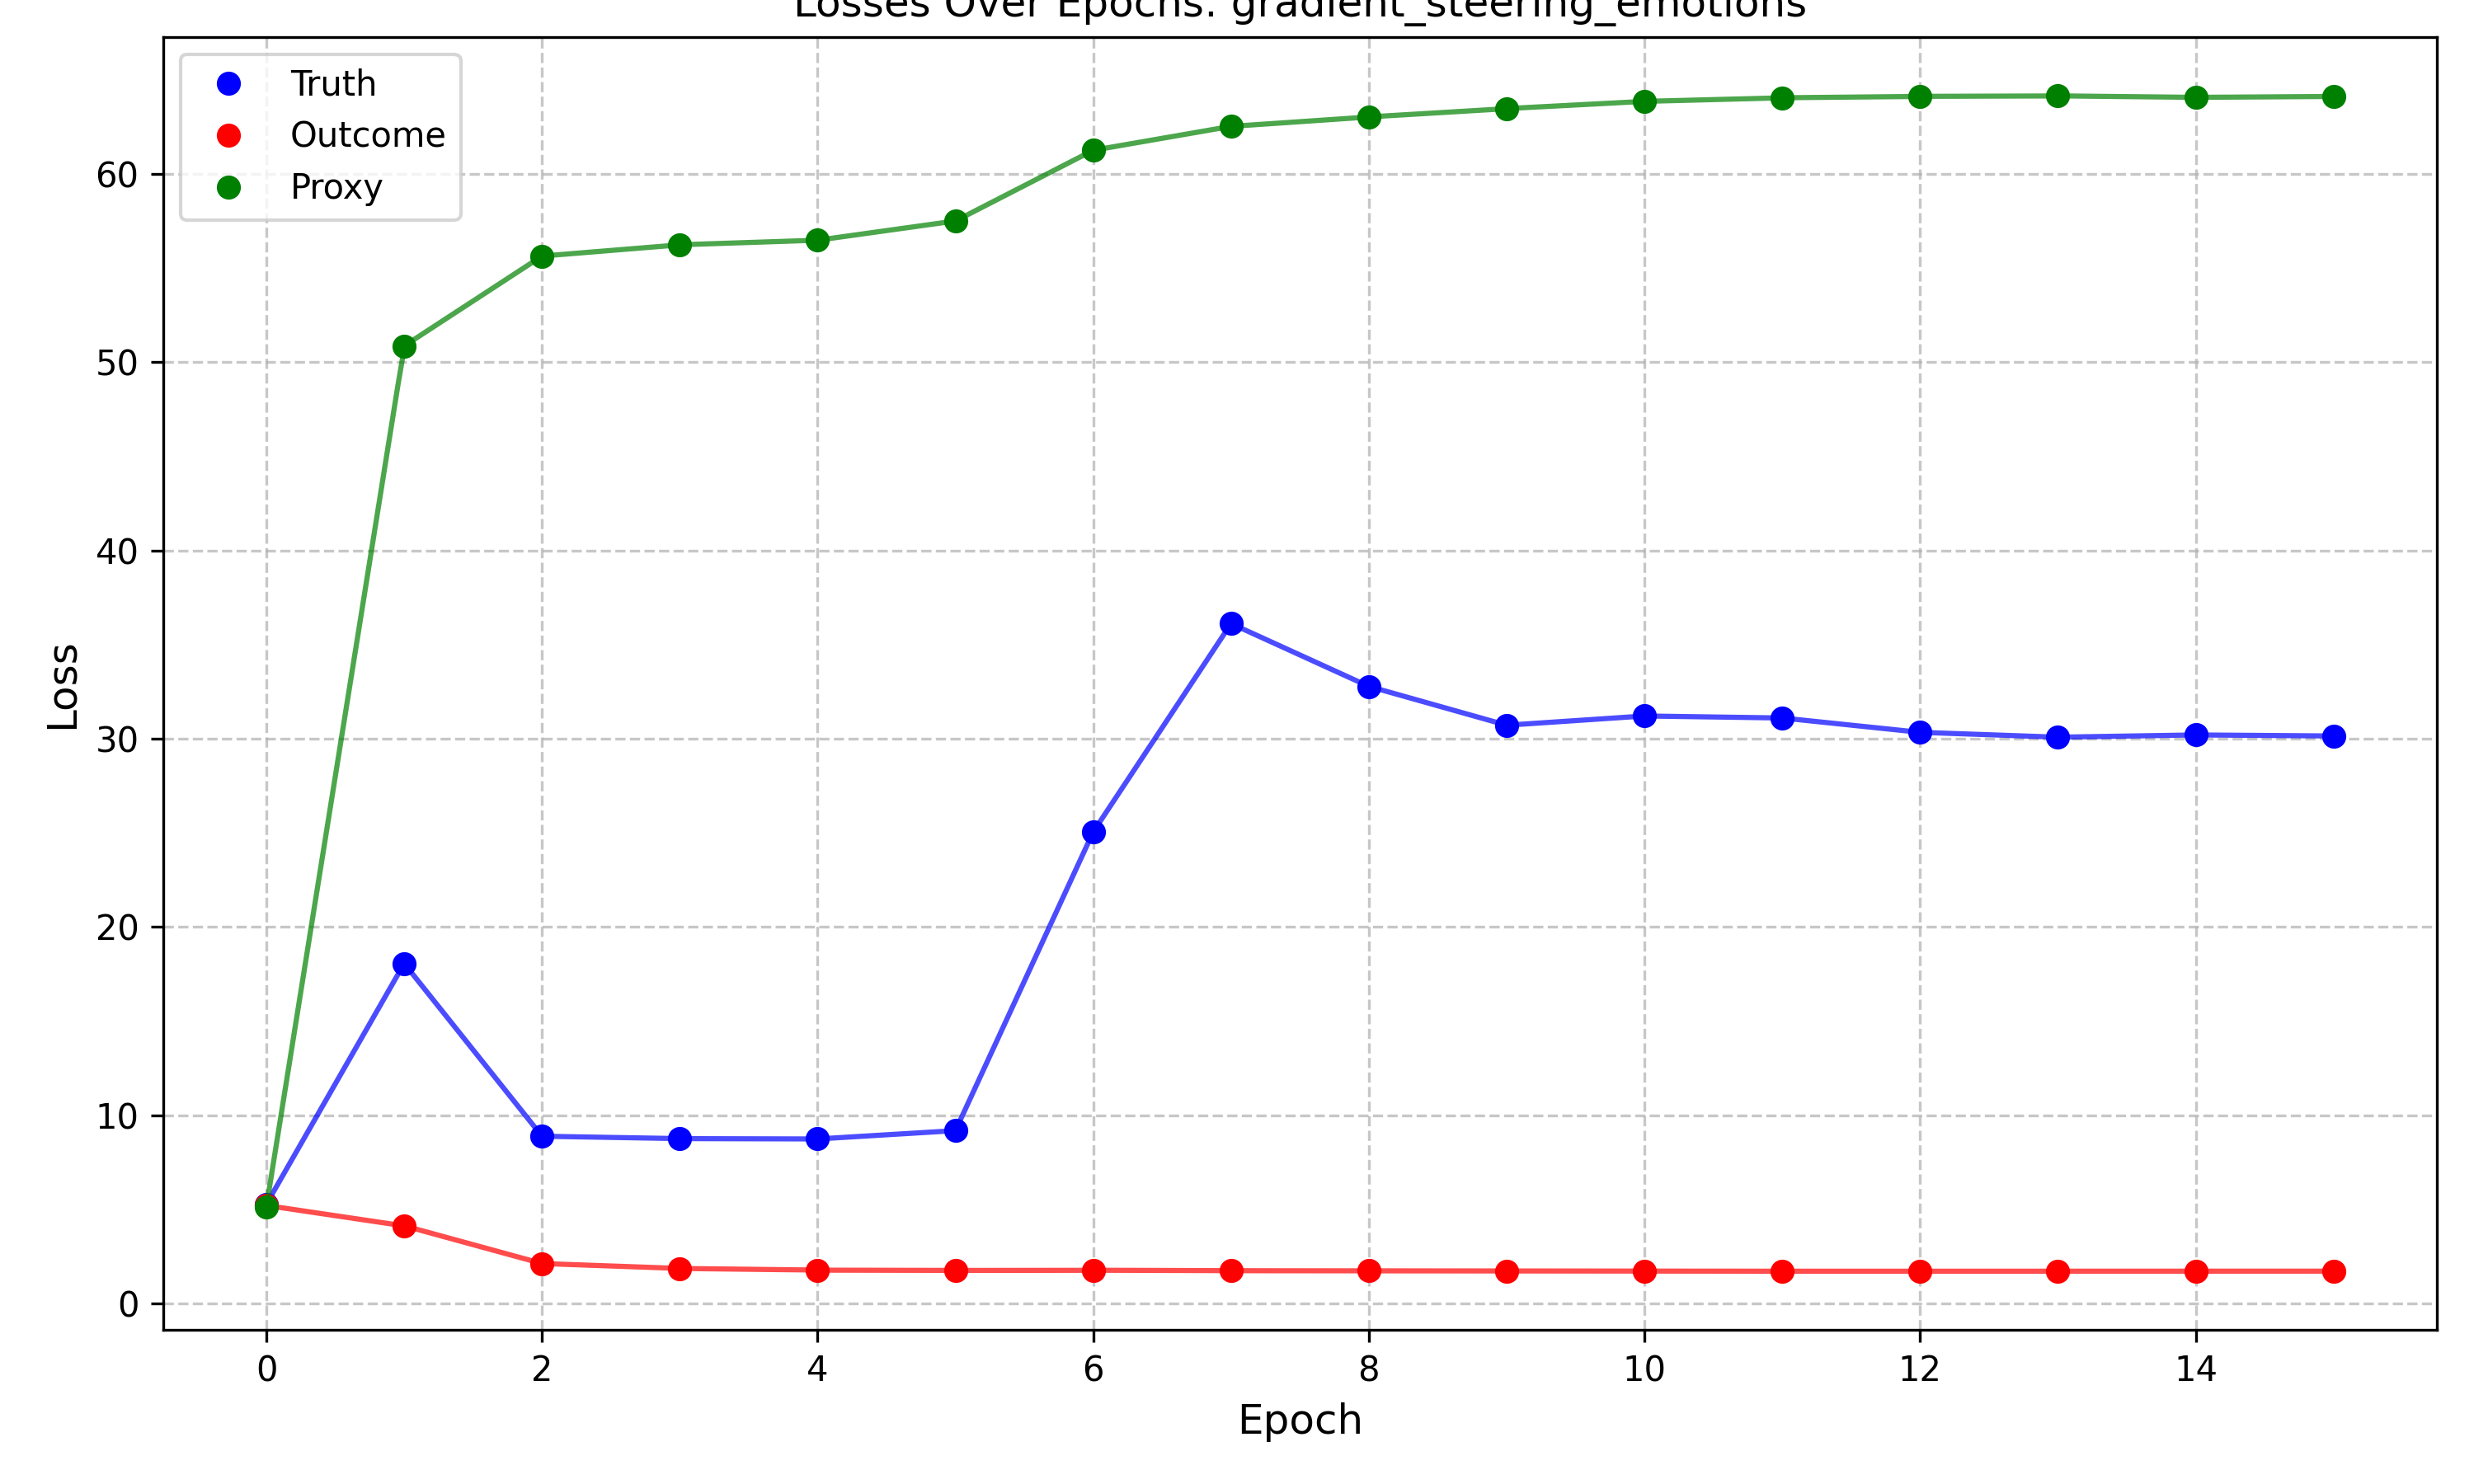 Losses Over Epochs: gradient_steering_emotions
Truth
Outcome
Proxy
60
50
40
30
20
10
0
Loss
0 2 4 6 8 10 12 14
Epoch